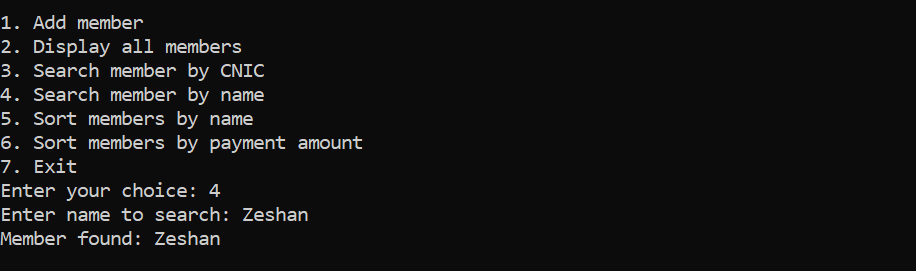 1. Add member
2. Display all members
3. Search member by CNIC
4. Search member by name
5. Sort members by name
6. Sort members by payment amount
7. Exit
Enter your choice: 4
Enter name to search: Zeshan
Member found: Zeshan